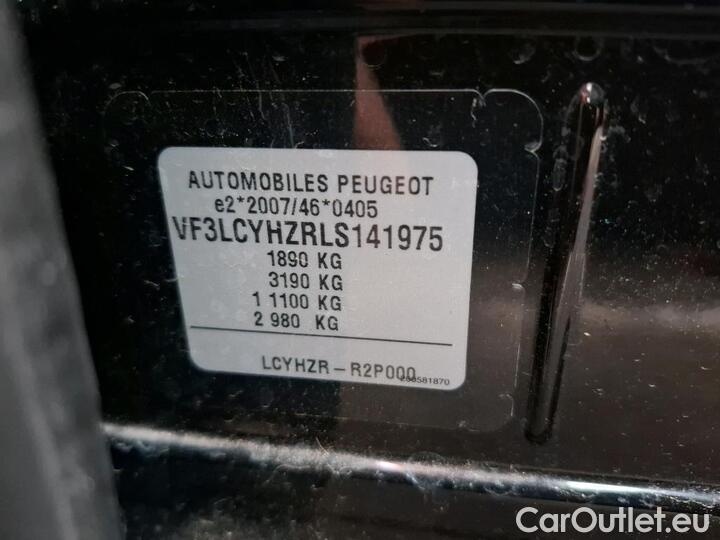 AUTOMOBILES PEUGEOT
e2*2007/46*0405
VF3LCYHZRLS141975
1890 KG
3190 KG
1 1100 KG
2 980 KG
LCYHZR-R2P000
CarOutlet.eu